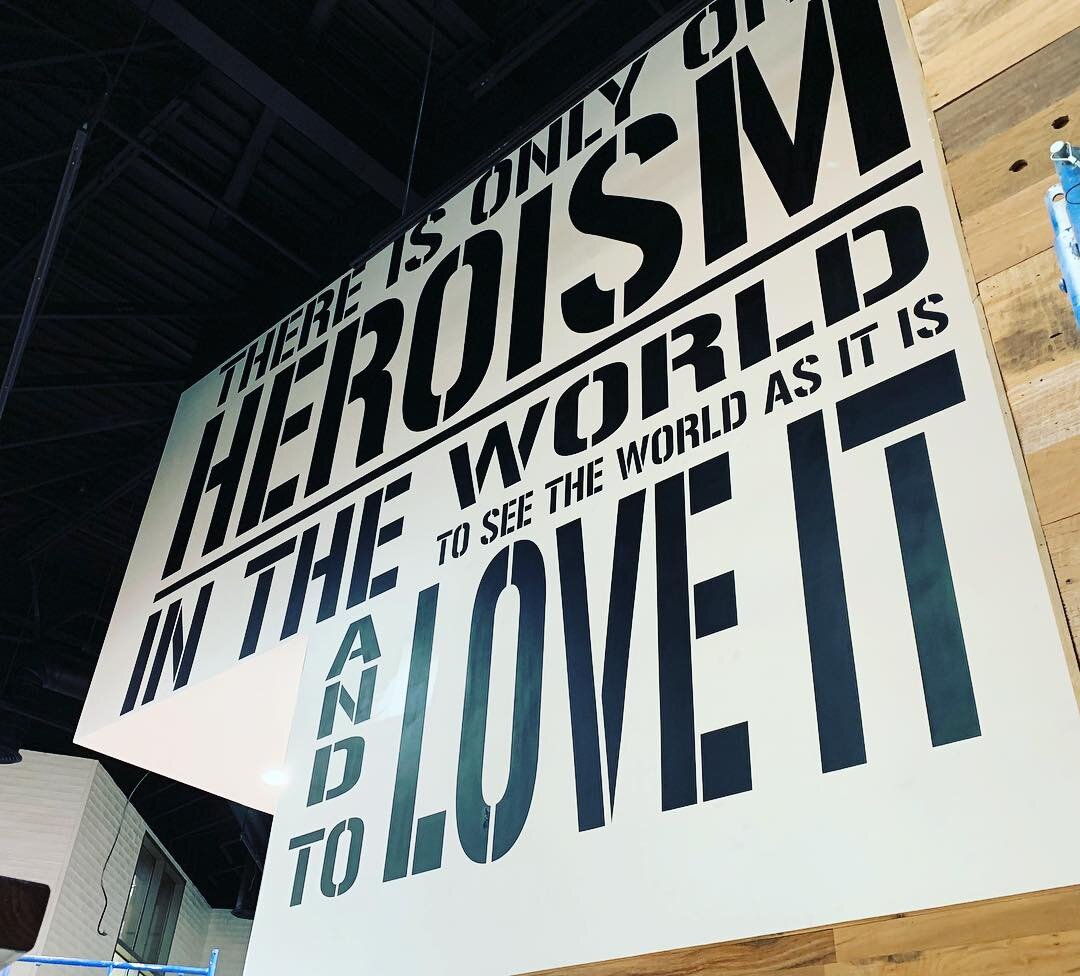 THERE IS ONLY
HEROISM
IN THE WORLD
TO SEE THE WORLD AS IT IS
AND
TO LOVE IT